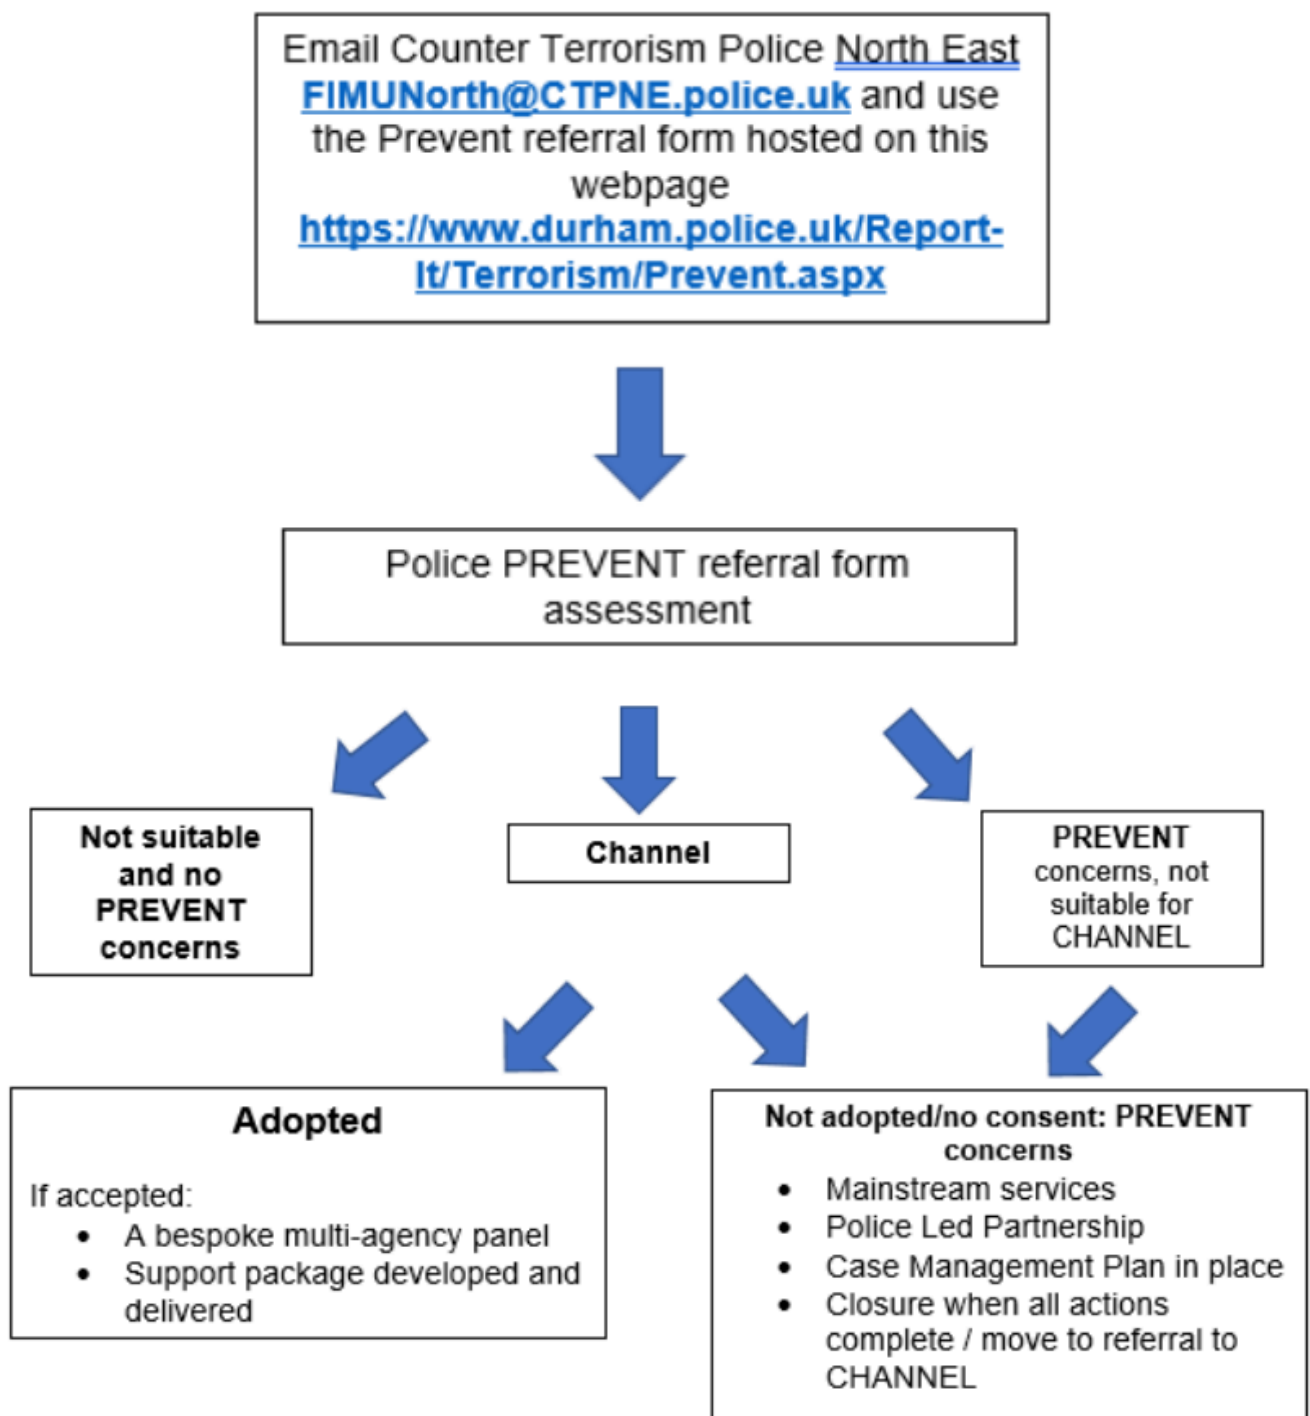 Email Counter Terrorism Police North East
FIMUNorth@CTPNE.police.uk and use
the Prevent referral form hosted on this
webpage
https://www.durham.police.uk/Report-
It/Terrorism/Prevent.aspx
Police PREVENT referral form
assessment
Not suitable
and no
PREVENT
concerns
Channel
PREVENT
concerns, not
suitable for
CHANNEL
Adopted
If accepted:
• A bespoke multi-agency panel
• Support package developed and
delivered
Not adopted/no consent: PREVENT
concerns
• Mainstream services
• Police Led Partnership
• Case Management Plan in place
• Closure when all actions
complete / move to referral to
CHANNEL